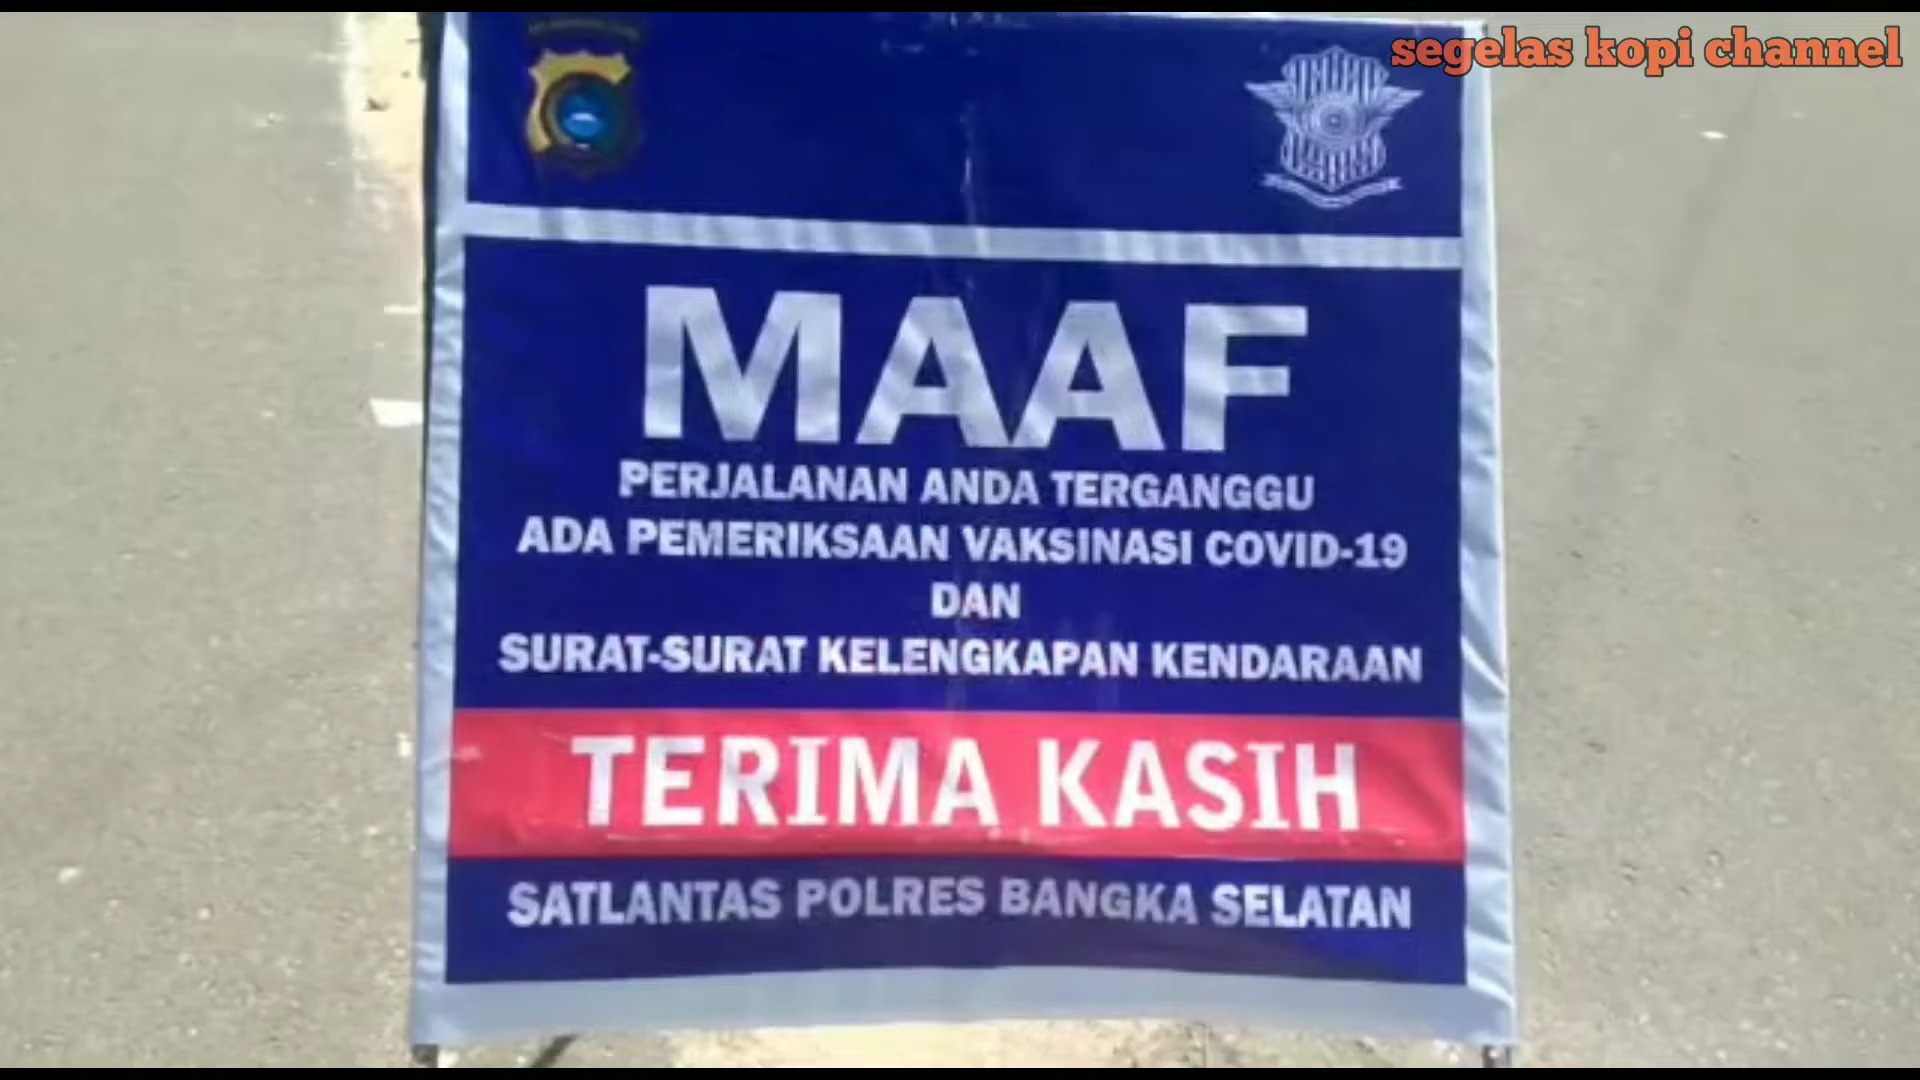 segelas kopi channel
MAAF
PERJALANAN ANDA TERGANGGU
ADA PEMERIKSAAN VAKSINASI COVID-19
DAN
SURAT-SURAT KELENGKAPAN KENDARAAN
TERIMA KASIH
SATLANTAS POLRES BANGKA SELATAN